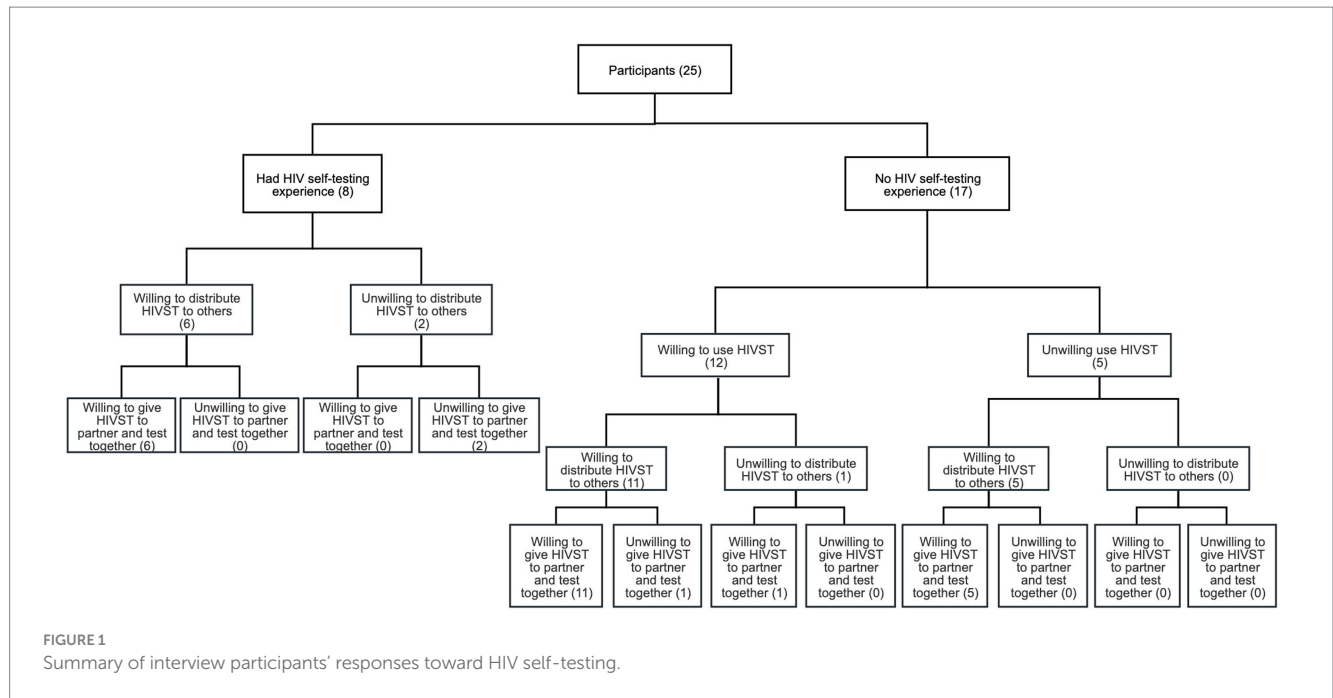 Participants (25)
Had HIV self-testing
experience (8)
No HIV self-testing
experience (17)
Willing to distribute
HIVST to others
(6)
Unwilling to distribute
HIVST to others
(2)
Willing to use HIVST
(12)
Unwilling use HIVST
(5)
Willing to give
HIVST to
partner and test
together (6)
Unwilling to give
HIVST to partner
and test together
(0)
Willing to give
HIVST to
partner and test
together (0)
Unwilling to give
HIVST to partner
and test together
(2)
Willing to
distribute HIVST
to others (11)
Unwilling to distribute
HIVST to others (1)
Willing to
distribute HIVST
to others (5)
Unwilling to distribute
HIVST to others (0)
Willing to
give HIVST
to partner
and test
together (11)
Unwilling to
give HIVST
to partner
and test
together (1)
Willing to
give HIVST
to partner
and test
together (1)
Unwilling to
give HIVST
to partner
and test
together (0)
Willing to
give HIVST
to partner
and test
together (5)
Unwilling to
give HIVST
to partner
and test
together (0)
Willing to
give HIVST
to partner
and test
together (0)
Unwilling to
give HIVST
to partner
and test
together (0)
FIGURE 1
Summary of interview participants' responses toward HIV self-testing.